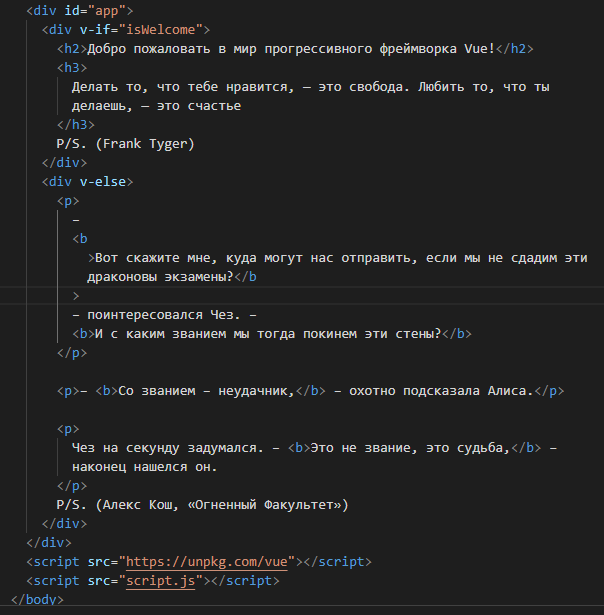 <div id="app">
<div v-if="isWelcome">
<h2>Добро пожаловать в мир прогрессивного фреймворка Vue!</h2>
<h3>
Делать то, что тебе нравится, — это свобода. Любить то, что ты
делаешь, — это счастье
</h3>
P/S. (Frank Tyger)
</div>
<div v-else>
<p>
–
<b
>Вот скажите мне, куда могут нас отправить, если мы не сдадим эти
драконовы экзамены?</b
>
– поинтересовался Чез. –
<b>И с каким званием мы тогда покинем эти стены?</b>
</p>
<p>– <b>Со званием – неудачник,</b> – охотно подсказала Алиса.</p>
<p>
Чез на секунду задумался. – <b>Это не звание, это судьба,</b> –
наконец нашелся он.
</p>
P/S. (Алекс Кош, «Огненный Факультет»)
</div>
</div>
<script src="https://unpkg.com/vue"></script>
<script src="script.js"></script>
</body>